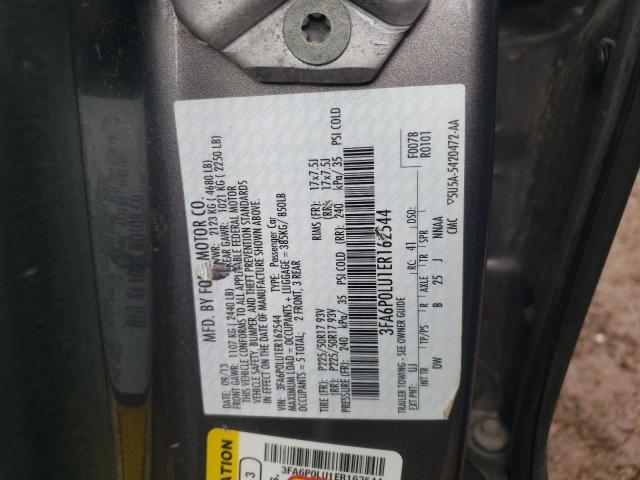 MFD. BY FO MOTOR CO.
DATE: 09/13 GVWR: 2123 KG ( 4680 LB)
FRONT GAWR: 1107 KG ( 2440 LB) REAR GAWR: 1021 KG ( 2250 LB)
THIS VEHICLE CONFORMS TO ALL APPLICABLE FEDERAL MOTOR
VEHICLE SAFETY, BUMPER, AND THEFT PREVENTION STANDARDS
IN EFFECT ON THE DATE OF MANUFACTURE SHOWN ABOVE.
VIN: 3FA6P0LU1ER162544 TYPE: Passenger Car
MAXIMUM LOAD = OCCUPANTS + LUGGAGE = 385KG/ 850LB
OCCUPANTS = 5 TOTAL: 2 FRONT, 3 REAR
TIRE (FR): P225/50R17 93V RIMS (FR): 17x7.5J
(RR): P225/50R17 93V (RR): 17x7.5J
PRESSURE (FR): 240 kPa/ 35 PSI COLD (RR): 240 kPa/ 35 PSI COLD
3FA6P0LU1ER162544
TRAILER TOWING - SEE OWNER GUIDE F0078
EXT PNT: UJ RC: 41 DSO: R0101
INT TR TP/PS R AXLE TR SPR
DW B 25 J NNAA
CMC 5U5A-5420472-AA
ATION
3FA6P0LU1ER162544